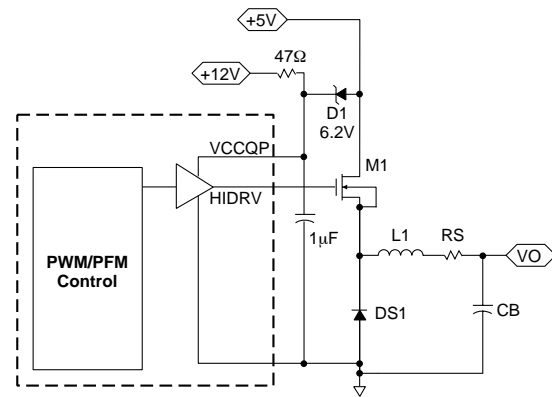 +5V
47Ω
+12V
D1
6.2V
VCCQP
M1
HIDRV
PWM/PFM
Control
1µF
L1
RS
VO
DS1
CB